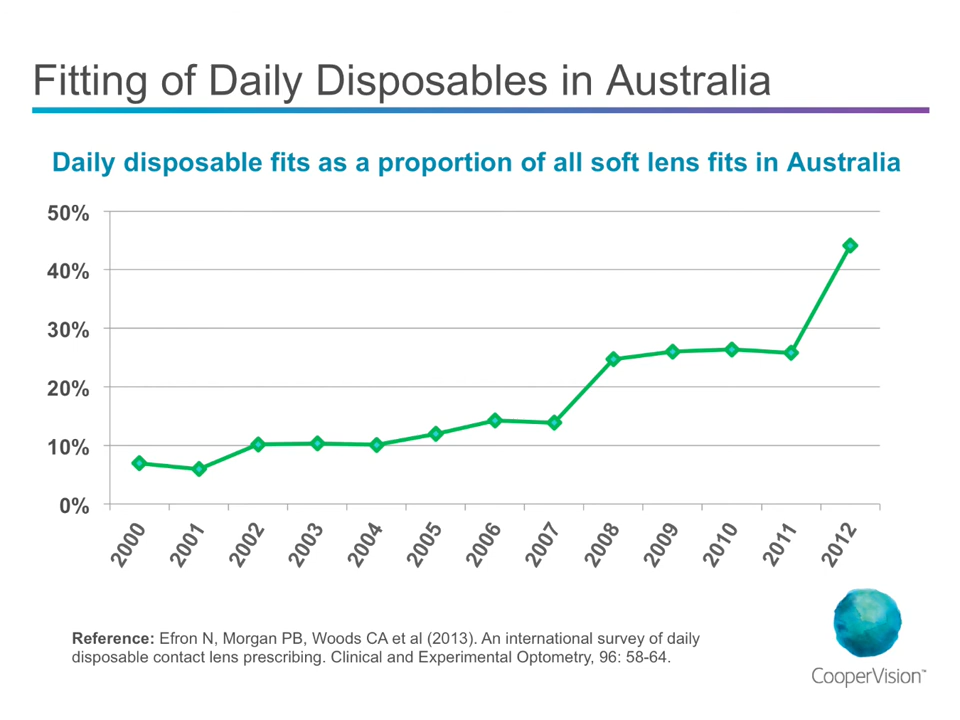 Fitting of Daily Disposables in Australia
Daily disposable fits as a proportion of all soft lens fits in Australia
50%
40%
30%
20%
10%
0%
2000 2001 2002 2003 2004 2005 2006 2007 2008 2009 2010 2011 2012
Reference: Efron N, Morgan PB, Woods CA et al (2013). An international survey of daily
disposable contact lens prescribing. Clinical and Experimental Optometry, 96: 58-64.
CooperVision™